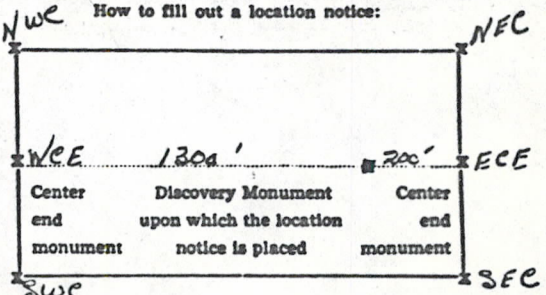 How to fill out a location notice:
NWC NEC
WCE 1300' 200' ECE
Center Discovery Monument Center
end upon which the location end
monument notice is placed monument
SWC SEC